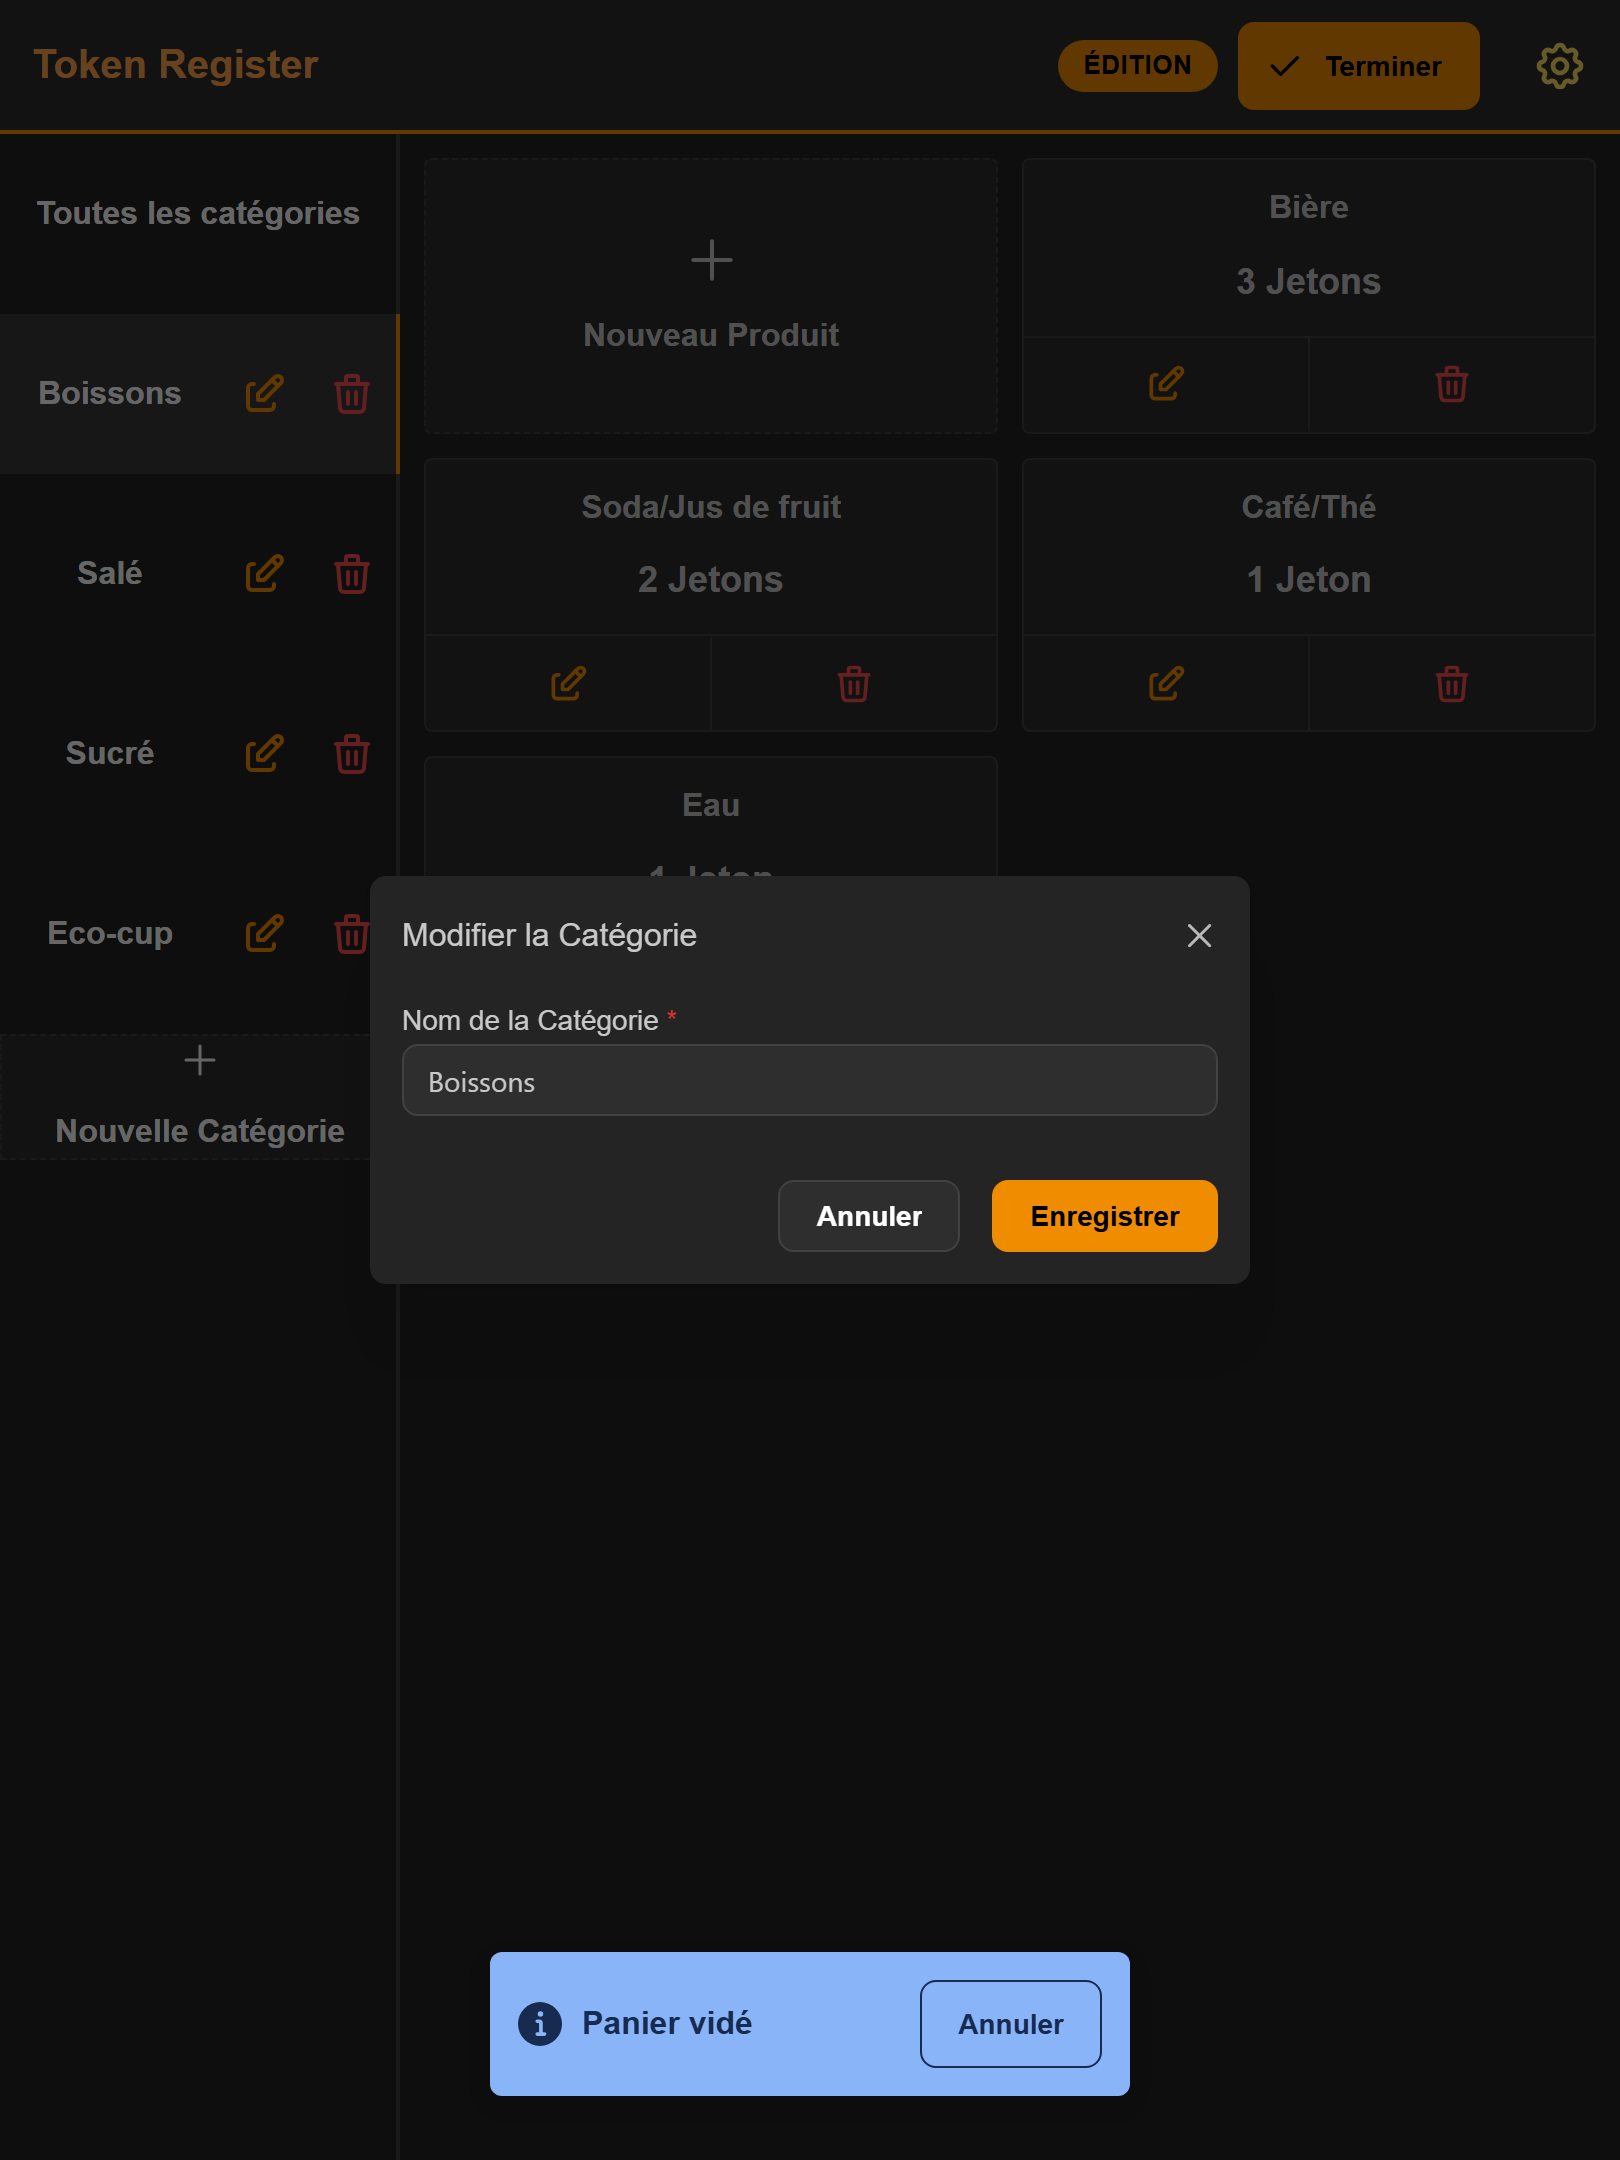 Token Register
ÉDITION
Terminer
Toutes les catégories
Boissons
Salé
Sucré
Eco-cup
Nouvelle Catégorie
Nouveau Produit
Bière
3 Jetons
Soda/Jus de fruit
2 Jetons
Café/Thé
1 Jeton
Eau
1 Jeton
Modifier la Catégorie
Nom de la Catégorie *
Boissons
Annuler
Enregistrer
Panier vidé
Annuler